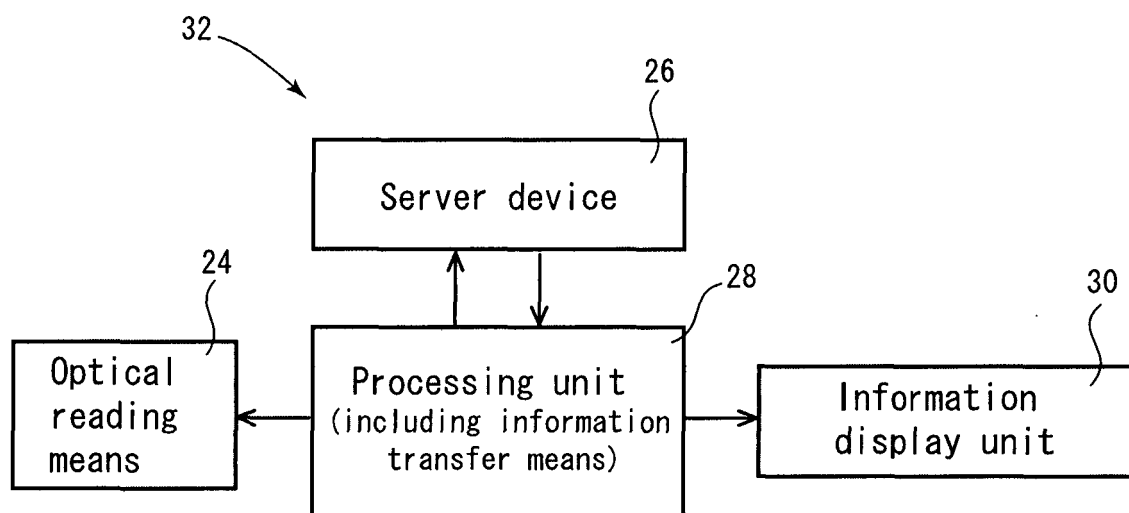 32
26
Server device
24
28
30
Optical
reading
means
Processing unit
(including information
transfer means)
Information
display unit